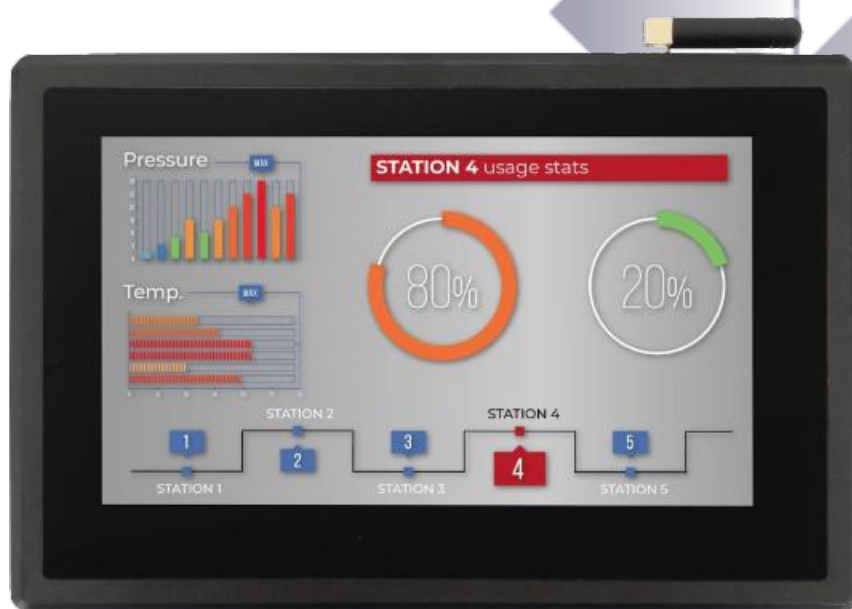 Pressure
MAX
STATION 4 usage stats
80%
20%
Temp.
MAX
STATION 2
STATION 4
1
2
3
4
5
STATION 1
STATION 3
STATION 5